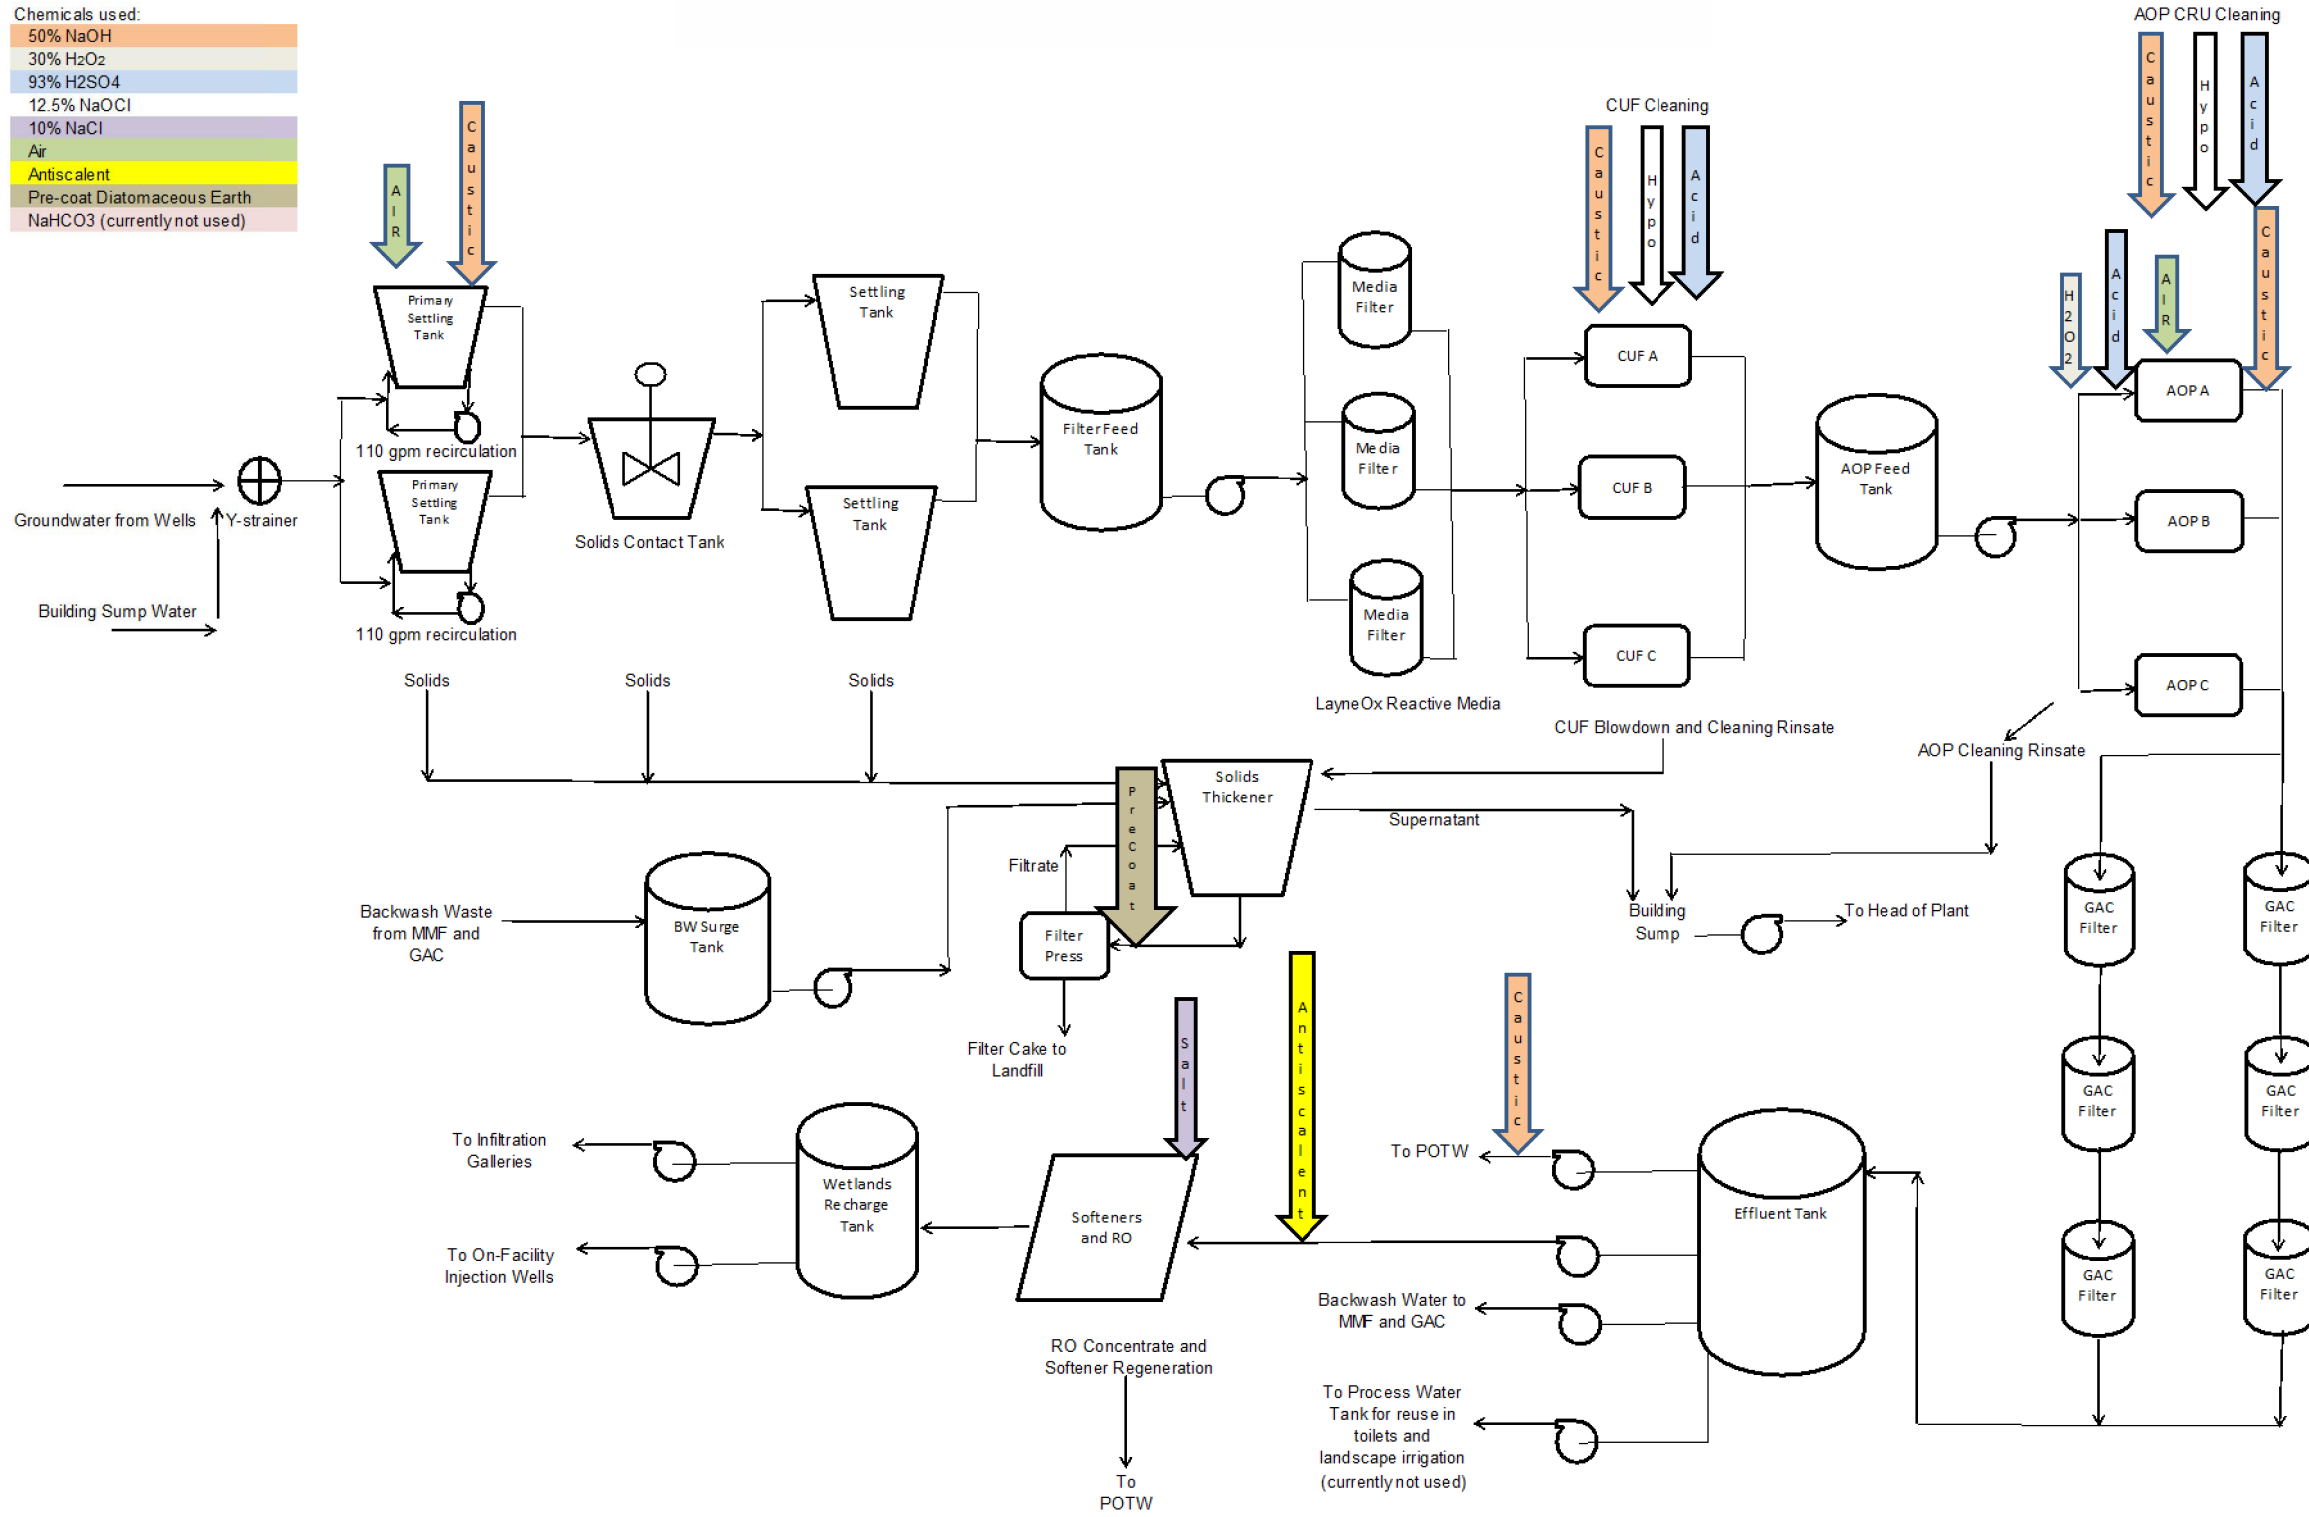 Chemicals used:
50% NaOH
30% H2O2
93% H2SO4
12.5% NaOCl
10% NaCl
Air
Antiscalent
Pre-coat Diatomaceous Earth
NaHCO3 (currently not used)
AIR
Caustic
Primary
Settling
Tank
110 gpm recirculation
Primary
Settling
Tank
110 gpm recirculation
Groundwater from Wells
Y-strainer
Building Sump Water
Solids Contact Tank
Settling
Tank
Settling
Tank
Filter Feed
Tank
Media
Filter
Media
Filter
Media
Filter
LayneOx Reactive Media
CUF Cleaning
Caustic
Hypo
Acid
CUF A
CUF B
CUF C
CUF Blowdown and Cleaning Rinsate
AOP Feed
Tank
AOP CRU Cleaning
Caustic
Hypo
Acid
H2O2
Acid
AIR
Caustic
AOP A
AOP B
AOP C
AOP Cleaning Rinsate
Solids
Solids
Solids
PreCoat
Solids
Thickener
Supernatant
Filtrate
Filter
Press
Filter Cake to
Landfill
Backwash Waste
from MMF and
GAC
BW Surge
Tank
Building
Sump
To Head of Plant
GAC
Filter
GAC
Filter
GAC
Filter
GAC
Filter
GAC
Filter
GAC
Filter
Salt
Antiscalent
Caustic
To Infiltration
Galleries
To On-Facility
Injection Wells
Wetlands
Recharge
Tank
Softeners
and RO
RO Concentrate and
Softener Regeneration
To
POTW
To POTW
Effluent Tank
Backwash Water to
MMF and GAC
To Process Water
Tank for reuse in
toilets and
landscape irrigation
(currently not used)